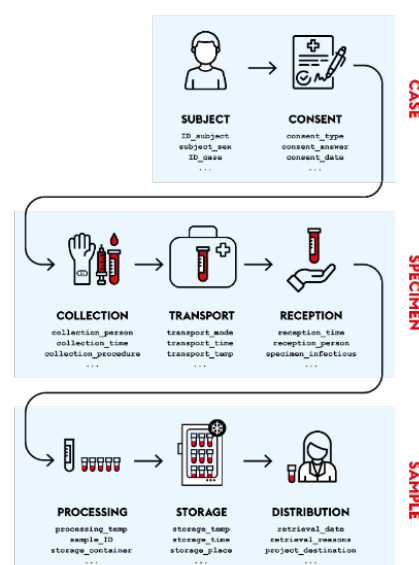 SUBJECT
ID_subject
subject_sex
ID_case
...
CONSENT
consent_type
consent_answer
consent_date
...
CASE
COLLECTION
collection_person
collection_time
collection_procedure
...
TRANSPORT
transport_mode
transport_time
transport_temp
...
RECEPTION
reception_time
reception_person
specimen_infectious
...
SPECIMEN
PROCESSING
processing_temp
sample_ID
storage_container
...
STORAGE
storage_temp
storage_time
storage_place
...
DISTRIBUTION
retrieval_date
retrieval_reasons
project_destination
...
SAMPLE